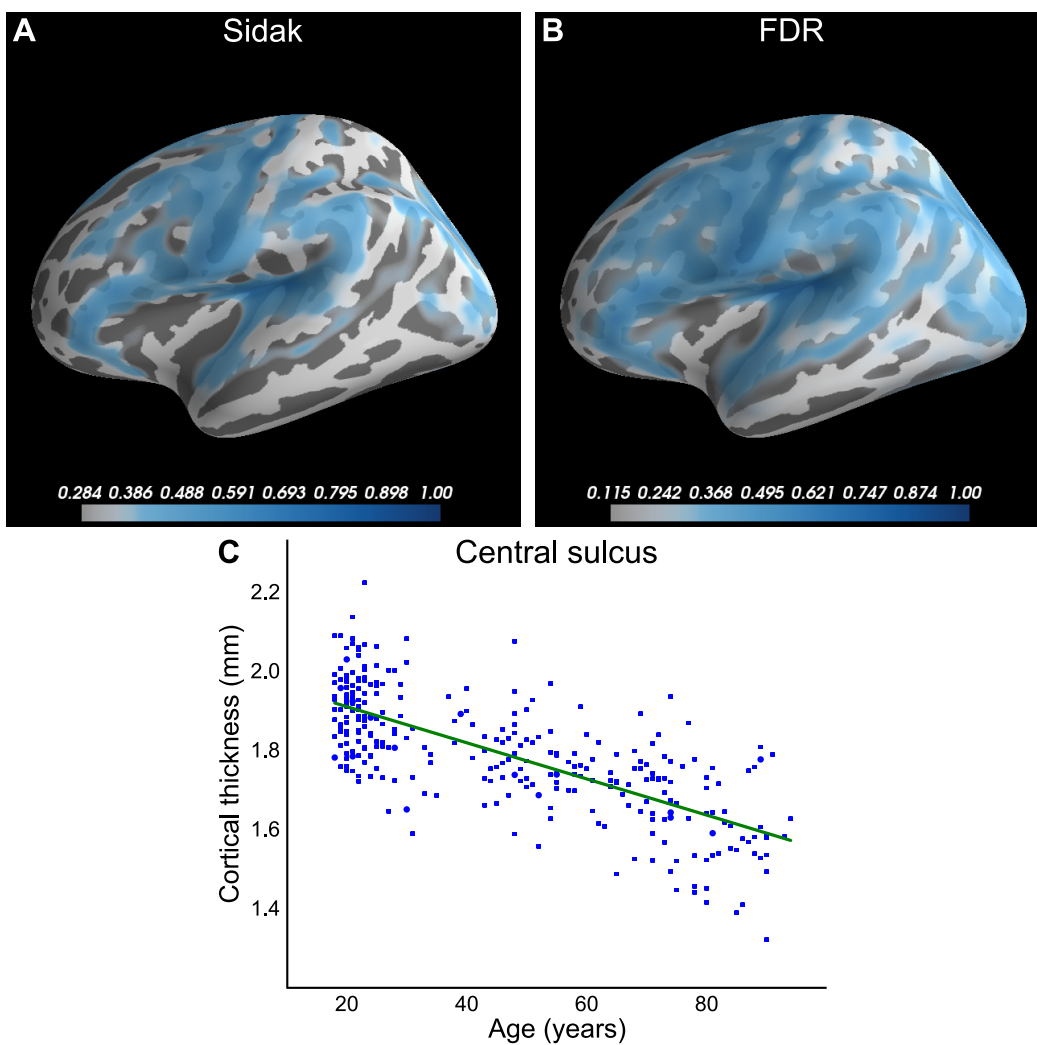 A Sidak
B FDR
0.284 0.386 0.488 0.591 0.693 0.795 0.898 1.00
0.115 0.242 0.368 0.495 0.621 0.747 0.874 1.00
C Central sulcus
Cortical thickness (mm)
2.2
2.0
1.8
1.6
1.4
20 40 60 80
Age (years)